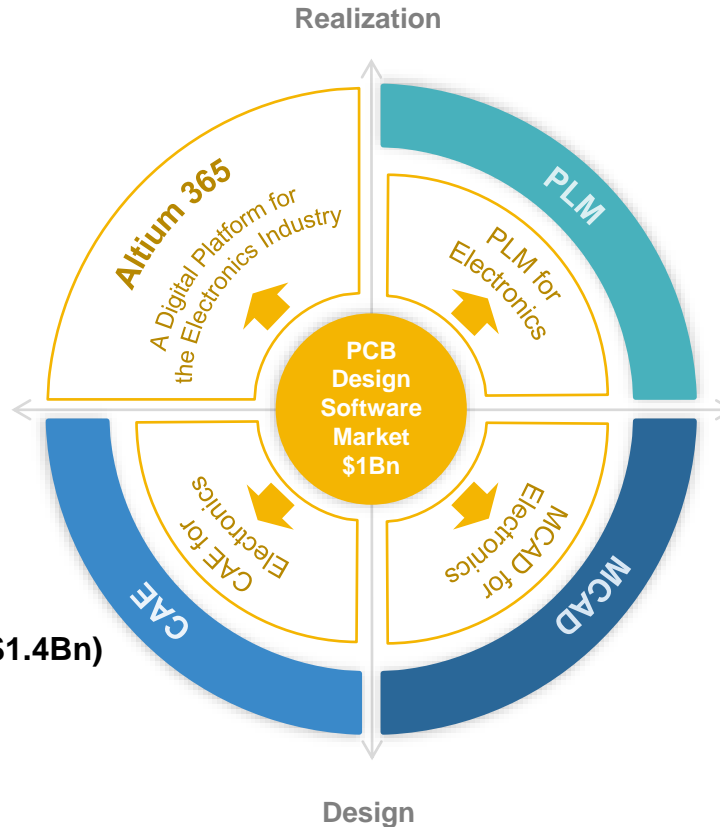 Realization
Altium 365
A Digital Platform for
the Electronics Industry
PLM
PLM for
Electronics
PCB
Design
Software
Market
$1Bn
CAE for
Electronics
CAE
MCAD for
Electronics
MCAD
$1.4Bn)
Design